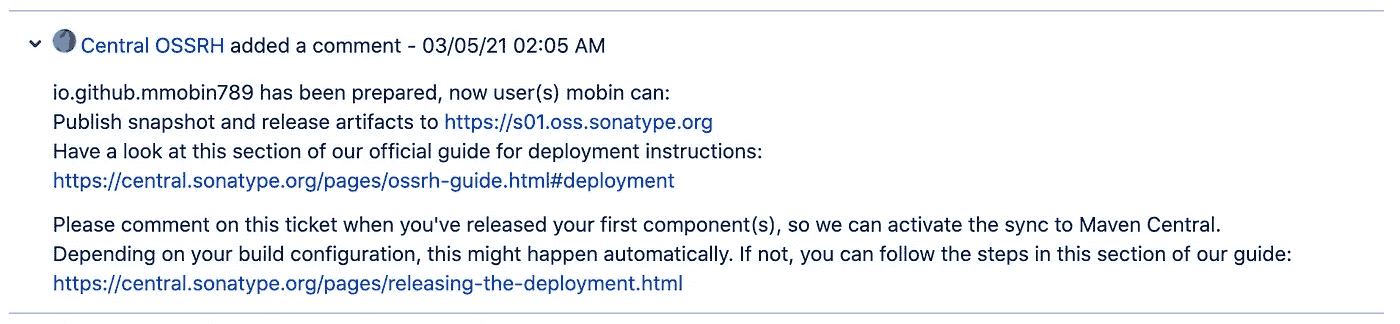 Central OSSRH added a comment - 03/05/21 02:05 AM
io.github.mmobin789 has been prepared, now user(s) mobin can:
Publish snapshot and release artifacts to https://s01.oss.sonatype.org
Have a look at this section of our official guide for deployment instructions:
https://central.sonatype.org/pages/ossrh-guide.html#deployment
Please comment on this ticket when you've released your first component(s), so we can activate the sync to Maven Central.
Depending on your build configuration, this might happen automatically. If not, you can follow the steps in this section of our guide:
https://central.sonatype.org/pages/releasing-the-deployment.html